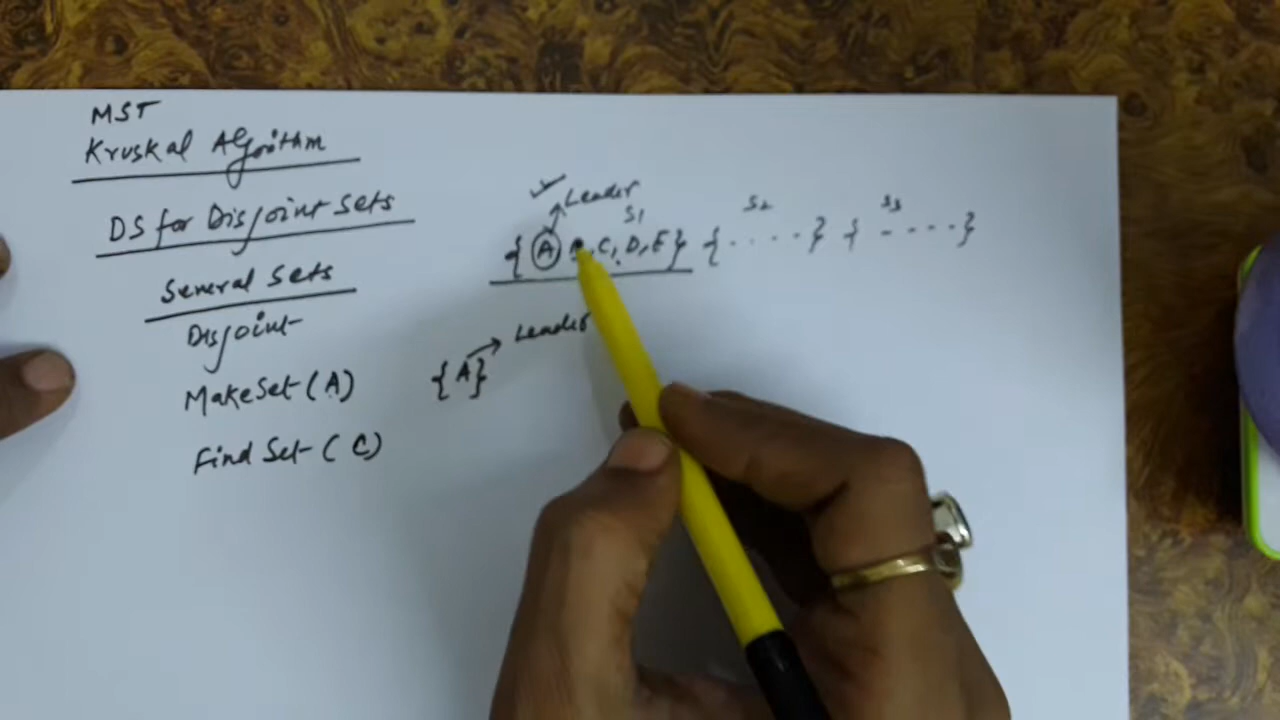 MST
Kruskal Algorithm
DS for Disjoint Sets
Several Sets
Disjoint
MakeSet (A)
Find Set (C)
Leader
S1 S2 S3
{ A , C, D, E} { . . . . . } { - . . . . }
Leader
{A}